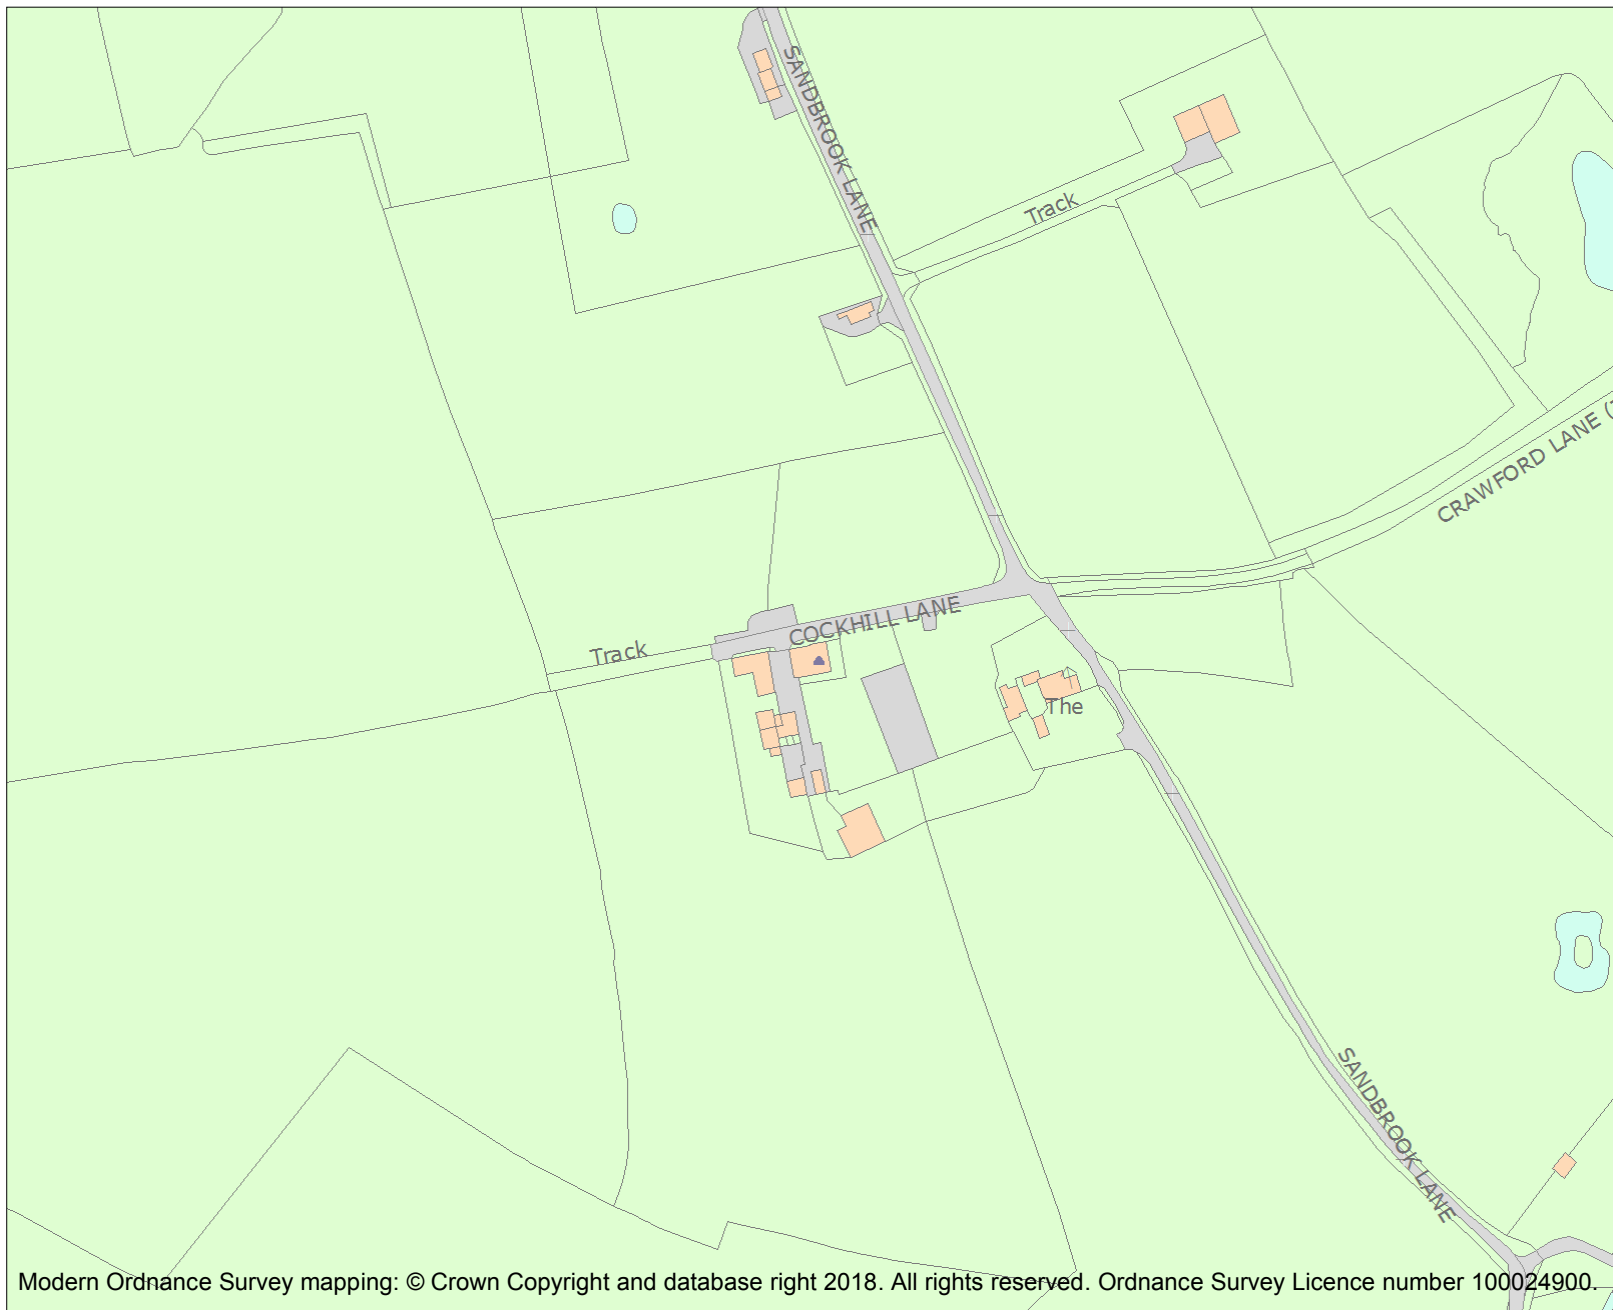 SANDBROOK LANE
Track
CRAWFORD LANE (
COCKHILL LANE
Track
The
SANDBROOK LANE
Modern Ordnance Survey mapping: © Crown Copyright and database right 2018. All rights reserved. Ordnance Survey Licence number 100024900.